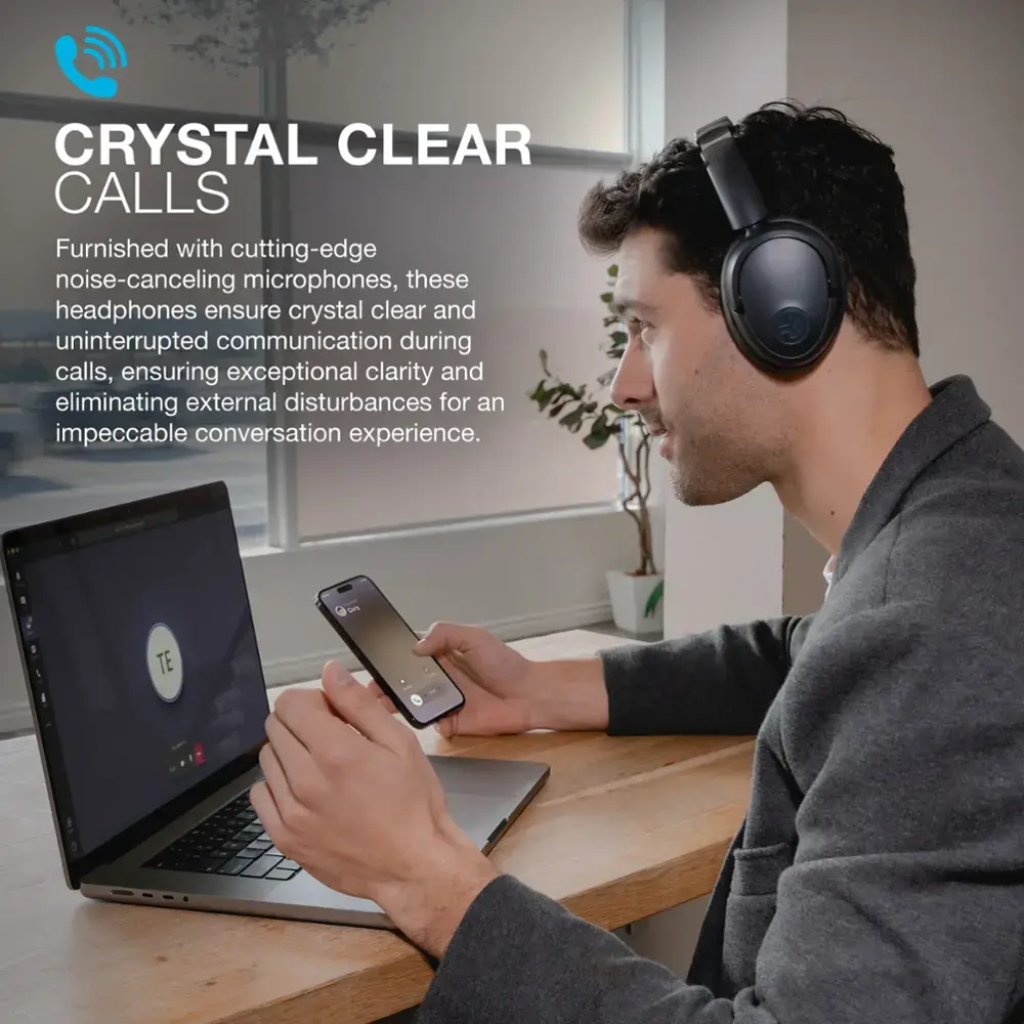 CRYSTAL CLEAR
CALLS
Furnished with cutting-edge
noise-canceling microphones, these
headphones ensure crystal clear and
uninterrupted communication during
calls, ensuring exceptional clarity and
eliminating external disturbances for an
impeccable conversation experience.
TE